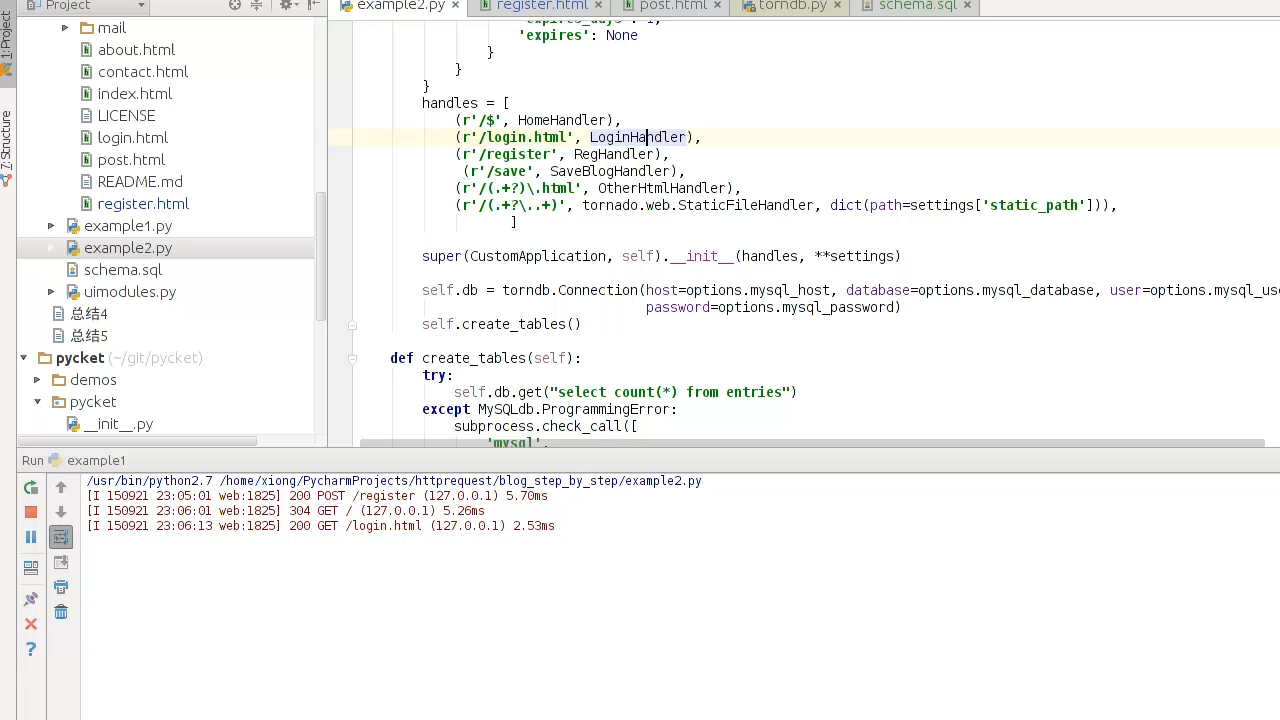 Project
example2.py
register.html
post.html
torndb.py
schema.sql
1: Project
7: Structure
mail
about.html
contact.html
index.html
LICENSE
login.html
post.html
README.md
register.html
example1.py
example2.py
schema.sql
uimodules.py
总结4
总结5
pycket (~/git/pycket)
demos
pycket
__init__.py
'expires': None
}
}
}
handles = [
(r'/$', HomeHandler),
(r'/login.html', LoginHandler),
(r'/register', RegHandler),
(r'/save', SaveBlogHandler),
(r'/(.+?)\.html', OtherHtmlHandler),
(r'/(.+?\..+)', tornado.web.StaticFileHandler, dict(path=settings['static_path'])),
]
super(CustomApplication, self).__init__(handles, **settings)
self.db = torndb.Connection(host=options.mysql_host, database=options.mysql_database, user=options.mysql_us
password=options.mysql_password)
self.create_tables()
def create_tables(self):
try:
self.db.get("select count(*) from entries")
except MySQLdb.ProgrammingError:
subprocess.check_call([
'mysql',
Run example1
/usr/bin/python2.7 /home/xiong/PycharmProjects/httprequest/blog_step_by_step/example2.py
[I 150921 23:05:01 web:1825] 200 POST /register (127.0.0.1) 5.70ms
[I 150921 23:06:01 web:1825] 304 GET / (127.0.0.1) 5.26ms
[I 150921 23:06:13 web:1825] 200 GET /login.html (127.0.0.1) 2.53ms